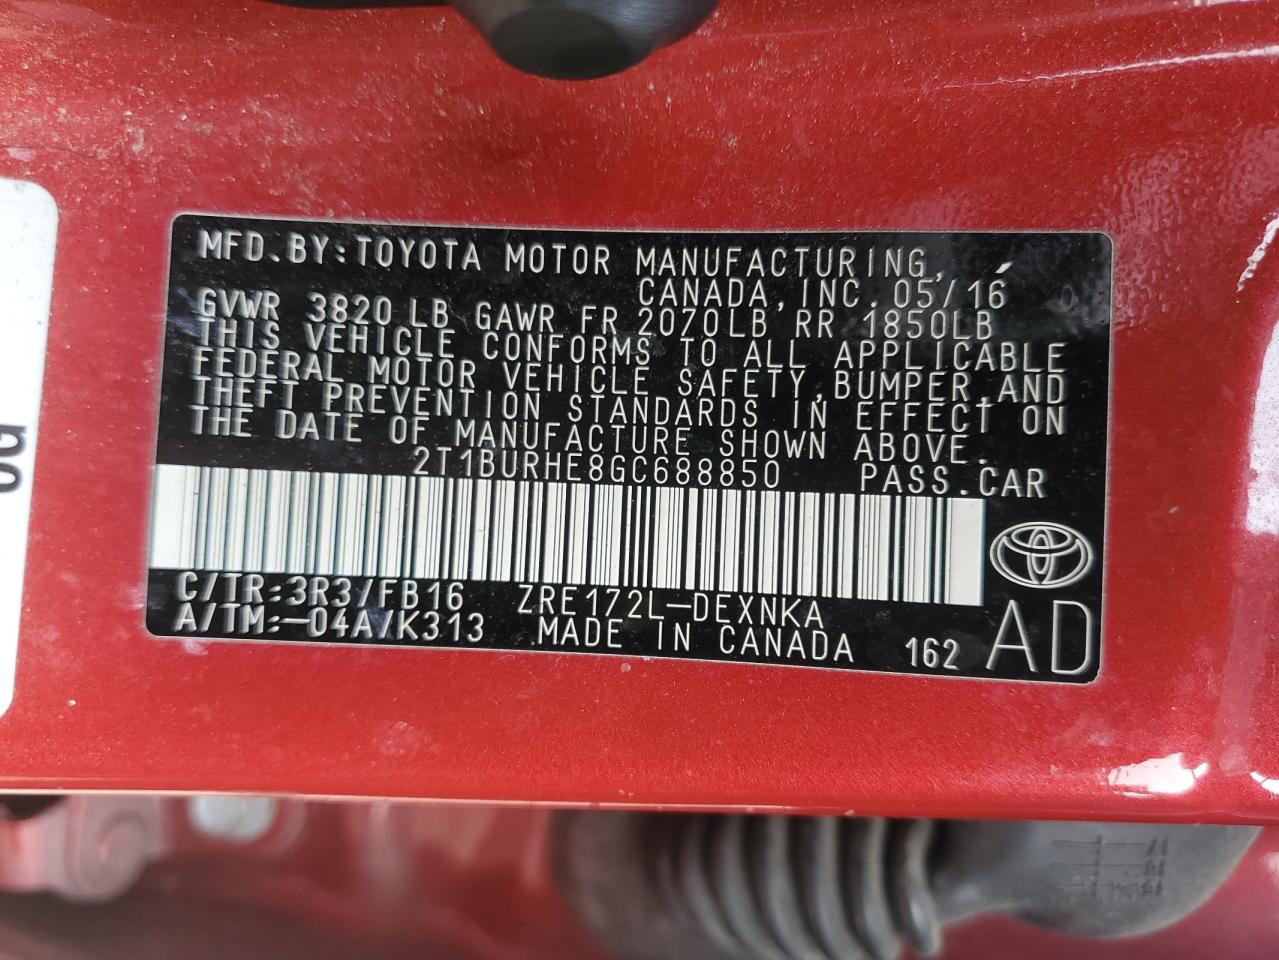 MFD.BY:TOYOTA MOTOR MANUFACTURING,
CANADA,INC. 05/16
GVWR 3820 LB GAWR FR 2070LB RR 1850LB
THIS VEHICLE CONFORMS TO ALL APPLICABLE
FEDERAL MOTOR VEHICLE SAFETY,BUMPER,AND
THEFT PREVENTION STANDARDS IN EFFECT ON
THE DATE OF MANUFACTURE SHOWN ABOVE.
2T1BURHE8GC688850 PASS.CAR
C/TR:3R3/FB16 ZRE172L-DEXNKA
A/TM:-04A/K313 MADE IN CANADA 162 AD